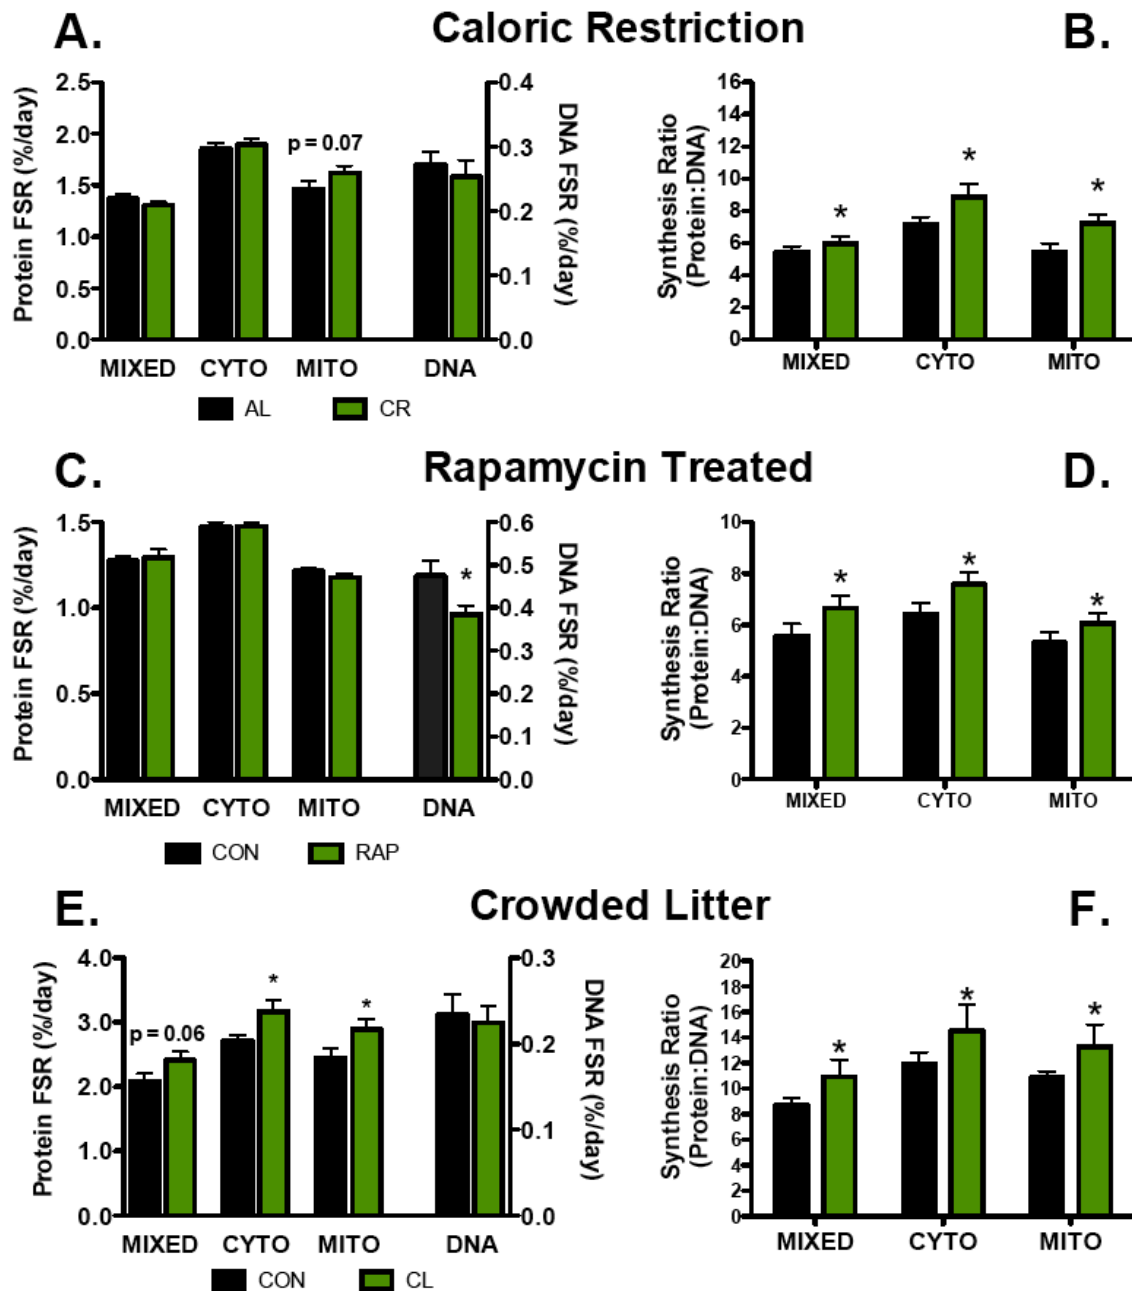 A.
Caloric Restriction
B.
Protein FSR (%/day)
2.5
2.0
1.5
1.0
0.5
0.0
p = 0.07
0.4
0.3
0.2
0.1
0.0
DNA FSR (%/day)
MIXED CYTO MITO DNA
AL CR
Synthesis Ratio
(Protein:DNA)
16
14
12
10
8
6
4
2
0
* * *
MIXED CYTO MITO
C.
Rapamycin Treated
D.
Protein FSR (%/day)
1.5
1.0
0.5
0.0
*
0.6
0.5
0.4
0.3
0.2
0.1
0.0
DNA FSR (%/day)
MIXED CYTO MITO DNA
CON RAP
Synthesis Ratio
(Protein:DNA)
10
8
6
4
2
0
* * *
MIXED CYTO MITO
E.
Crowded Litter
F.
Protein FSR (%/day)
4.0
3.0
2.0
1.0
0.0
p = 0.06 * *
0.3
0.2
0.1
0.0
DNA FSR (%/day)
MIXED CYTO MITO DNA
CON CL
Synthesis Ratio
(Protein:DNA)
20
18
16
14
12
10
8
6
4
2
0
* * *
MIXED CYTO MITO